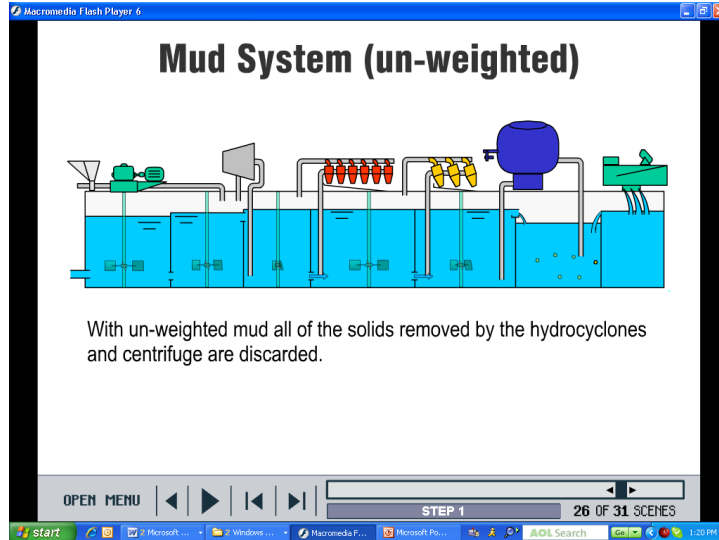 Macromedia Flash Player 6
Mud System (un-weighted)
With un-weighted mud all of the solids removed by the hydrocyclones
and centrifuge are discarded.
OPEN MENU
STEP 1
26 OF 31 SCENES
start
2 Microsoft ...
2 Windows ...
Macromedia F...
Microsoft Po...
AOL Search
Go
1:20 PM